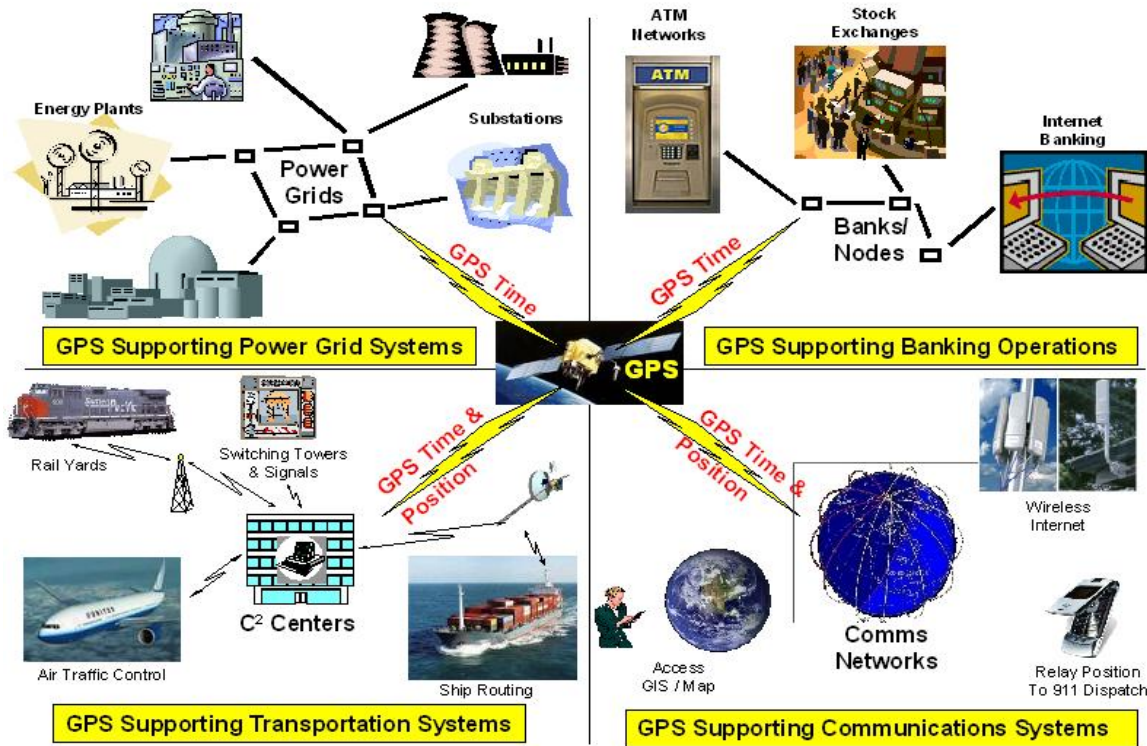 Energy Plants
Power
Grids
Substations
GPS Time
GPS Supporting Power Grid Systems
ATM
Networks
ATM
Stock
Exchanges
Internet
Banking
Banks/
Nodes
GPS Time
GPS Supporting Banking Operations
GPS
Rail Yards
Switching Towers
& Signals
GPS Time &
Position
Air Traffic Control
C² Centers
Ship Routing
GPS Supporting Transportation Systems
GPS Time &
Position
Wireless
Internet
Access
GIS / Map
Comms
Networks
Relay Position
To 911 Dispatch
GPS Supporting Communications Systems